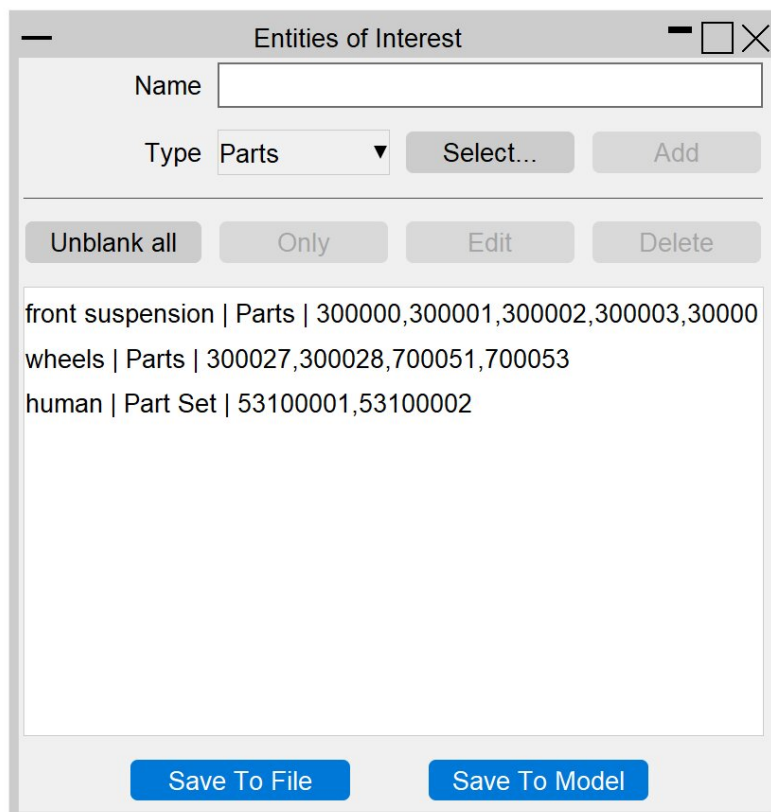 Entities of Interest
Name
Type Parts Select... Add
Unblank all Only Edit Delete
front suspension | Parts | 300000,300001,300002,300003,30000
wheels | Parts | 300027,300028,700051,700053
human | Part Set | 53100001,53100002
Save To File Save To Model